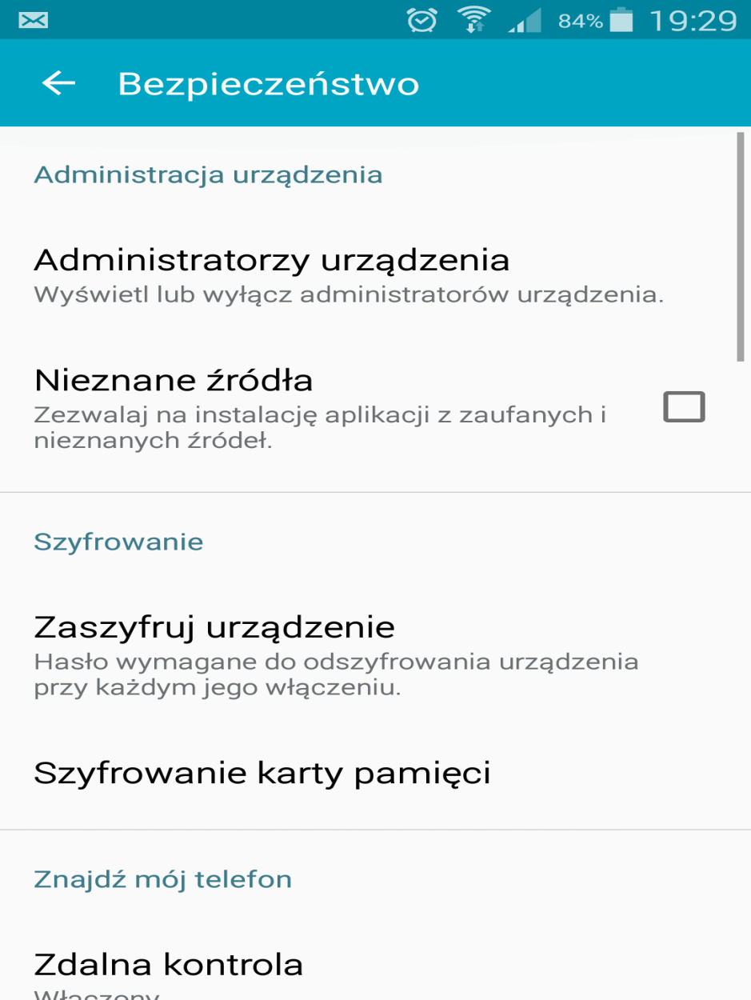 84% 19:29
Bezpieczeństwo
Administracja urządzenia
Administratorzy urządzenia
Wyświetl lub wyłącz administratorów urządzenia.
Nieznane źródła
Zezwalaj na instalację aplikacji z zaufanych i
nieznanych źródeł.
Szyfrowanie
Zaszyfruj urządzenie
Hasło wymagane do odszyfrowania urządzenia
przy każdym jego włączeniu.
Szyfrowanie karty pamięci
Znajdź mój telefon
Zdalna kontrola
Włączony